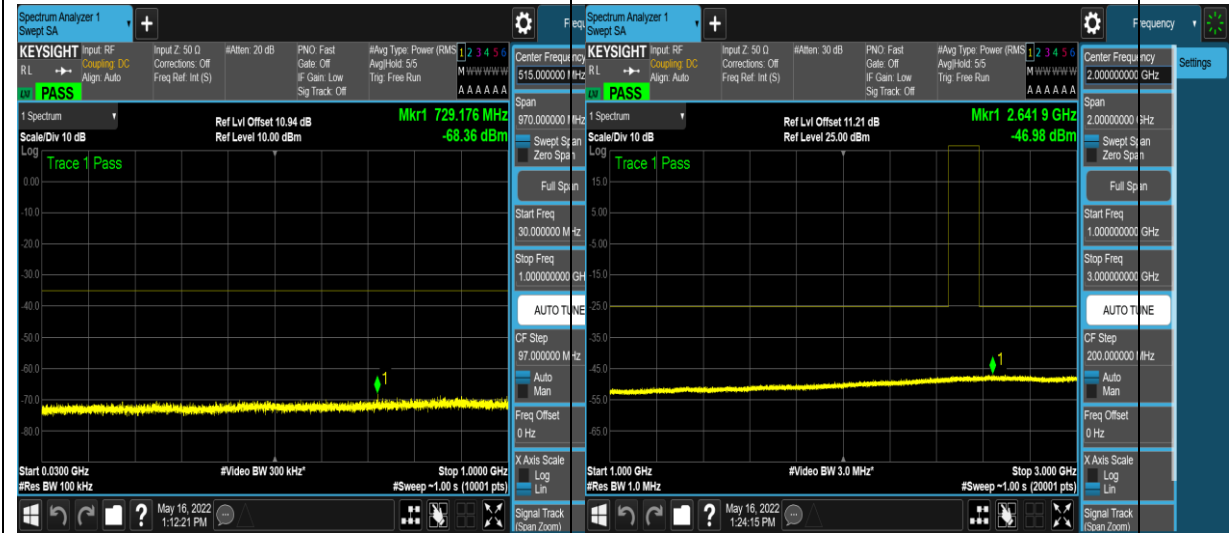 Spectrum Analyzer 1
Swept SA
Frequ
KEYSIGHT
RL
LXI
PASS
Input: RF
Coupling: DC
Align: Auto
Input Z: 50 Ω
Corrections: Off
Freq Ref: Int (S)
#Atten: 20 dB
PNO: Fast
Gate: Off
IF Gain: Low
Sig Track: Off
#Avg Type: Power (RMS
Avg|Hold: 5/5
Trig: Free Run
1 2 3 4 5 6
M W W W W W
A A A A A A
1 Spectrum
Scale/Div 10 dB
Ref Lvl Offset 10.94 dB
Ref Level 10.00 dBm
Mkr1 729.176 MHz
-68.36 dBm
Log
Trace 1 Pass
0.00
-10.0
-20.0
-30.0
-40.0
-50.0
-60.0
-70.0
-80.0
1
Start 0.0300 GHz
#Res BW 100 kHz
#Video BW 300 kHz*
Stop 1.0000 GHz
#Sweep ~1.00 s (10001 pts)
May 16, 2022
1:12:21 PM
Center Frequency
515.000000 MHz
Span
970.000000 MHz
Swept Span
Zero Span
Full Span
Start Freq
30.000000 MHz
Stop Freq
1.000000000 GH
AUTO TUNE
CF Step
97.000000 MHz
Auto
Man
Freq Offset
0 Hz
X Axis Scale
Log
Lin
Signal Track
(Span Zoom)
Spectrum Analyzer 1
Swept SA
Frequency
Settings
KEYSIGHT
RL
LXI
PASS
Input: RF
Coupling: DC
Align: Auto
Input Z: 50 Ω
Corrections: Off
Freq Ref: Int (S)
#Atten: 30 dB
PNO: Fast
Gate: Off
IF Gain: Low
Sig Track: Off
#Avg Type: Power (RMS
Avg|Hold: 5/5
Trig: Free Run
1 2 3 4 5 6
M W W W W W
A A A A A A
1 Spectrum
Scale/Div 10 dB
Ref Lvl Offset 11.21 dB
Ref Level 25.00 dBm
Mkr1 2.641 9 GHz
-46.98 dBm
Log
Trace 1 Pass
15.0
5.00
-5.00
-15.0
-25.0
-35.0
-45.0
-55.0
-65.0
1
Start 1.000 GHz
#Res BW 1.0 MHz
#Video BW 3.0 MHz*
Stop 3.000 GHz
#Sweep ~1.00 s (20001 pts)
May 16, 2022
1:24:15 PM
Center Frequency
2.000000000 GHz
Span
2.00000000 GHz
Swept Span
Zero Span
Full Span
Start Freq
1.000000000 GHz
Stop Freq
3.000000000 GHz
AUTO TUNE
CF Step
200.000000 MHz
Auto
Man
Freq Offset
0 Hz
X Axis Scale
Log
Lin
Signal Track
(Span Zoom)